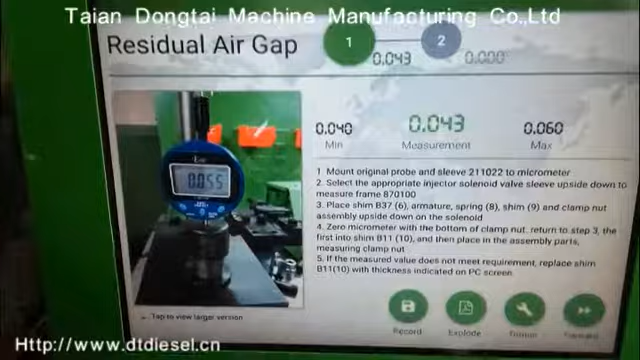 Taian Dongtai Machine Manufacturing Co.,Ltd
Residual Air Gap
1
2
0.043
0.000
0.055
0.040
0.043
0.060
Min
Measurement
Max
1 Mount original probe and sleeve 211022 to micrometer
2. Select the appropriate injector solenoid valve sleeve upside down to
measure frame 870100
3. Place shim B37 (6), armature, spring (8), shim (9) and clamp nut
assembly upside down on the solenoid
4. Zero micrometer with the bottom of clamp nut, return to step 3, the
first into shim B11 (10), and then place in the assembly parts,
measuring clamp nut
5. If the measured value does not meet requirement, replace shim
B11(10) with thickness indicated on PC screen
Tap to view larger version
Record
Explode
Http://www.dtdiesel.cn